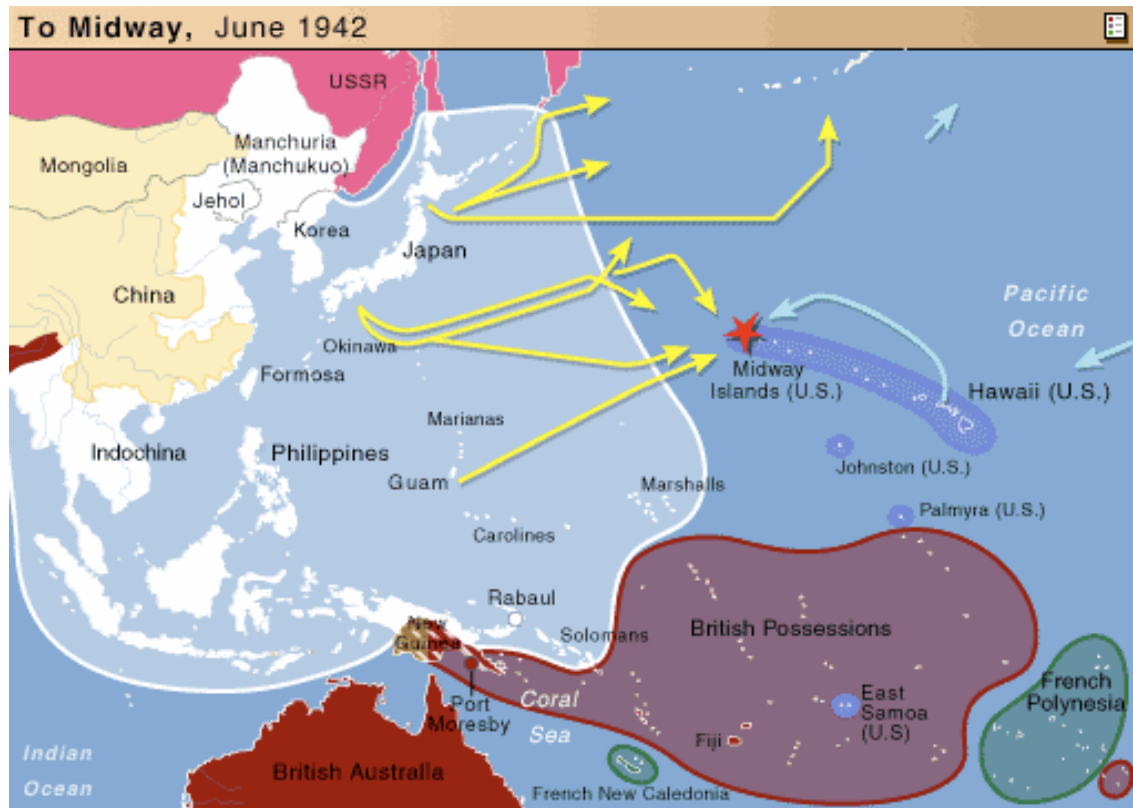 To Midway, June 1942
USSR
Mongolia
Manchuria
(Manchukuo)
Jehol
Korea
Japan
China
Pacific
Ocean
Okinawa
Formosa
Midway
Islands (U.S.)
Hawaii (U.S.)
Marianas
Indochina
Philippines
Guam
Johnston (U.S.)
Marshalls
Palmyra (U.S.)
Carolines
Rabaul
New
Guinea
Solomans
British Possessions
Port
Moresby
Coral
Sea
East
Samoa
(U.S)
French
Polynesia
Fiji
Indian
Ocean
British Australia
French New Caledonia